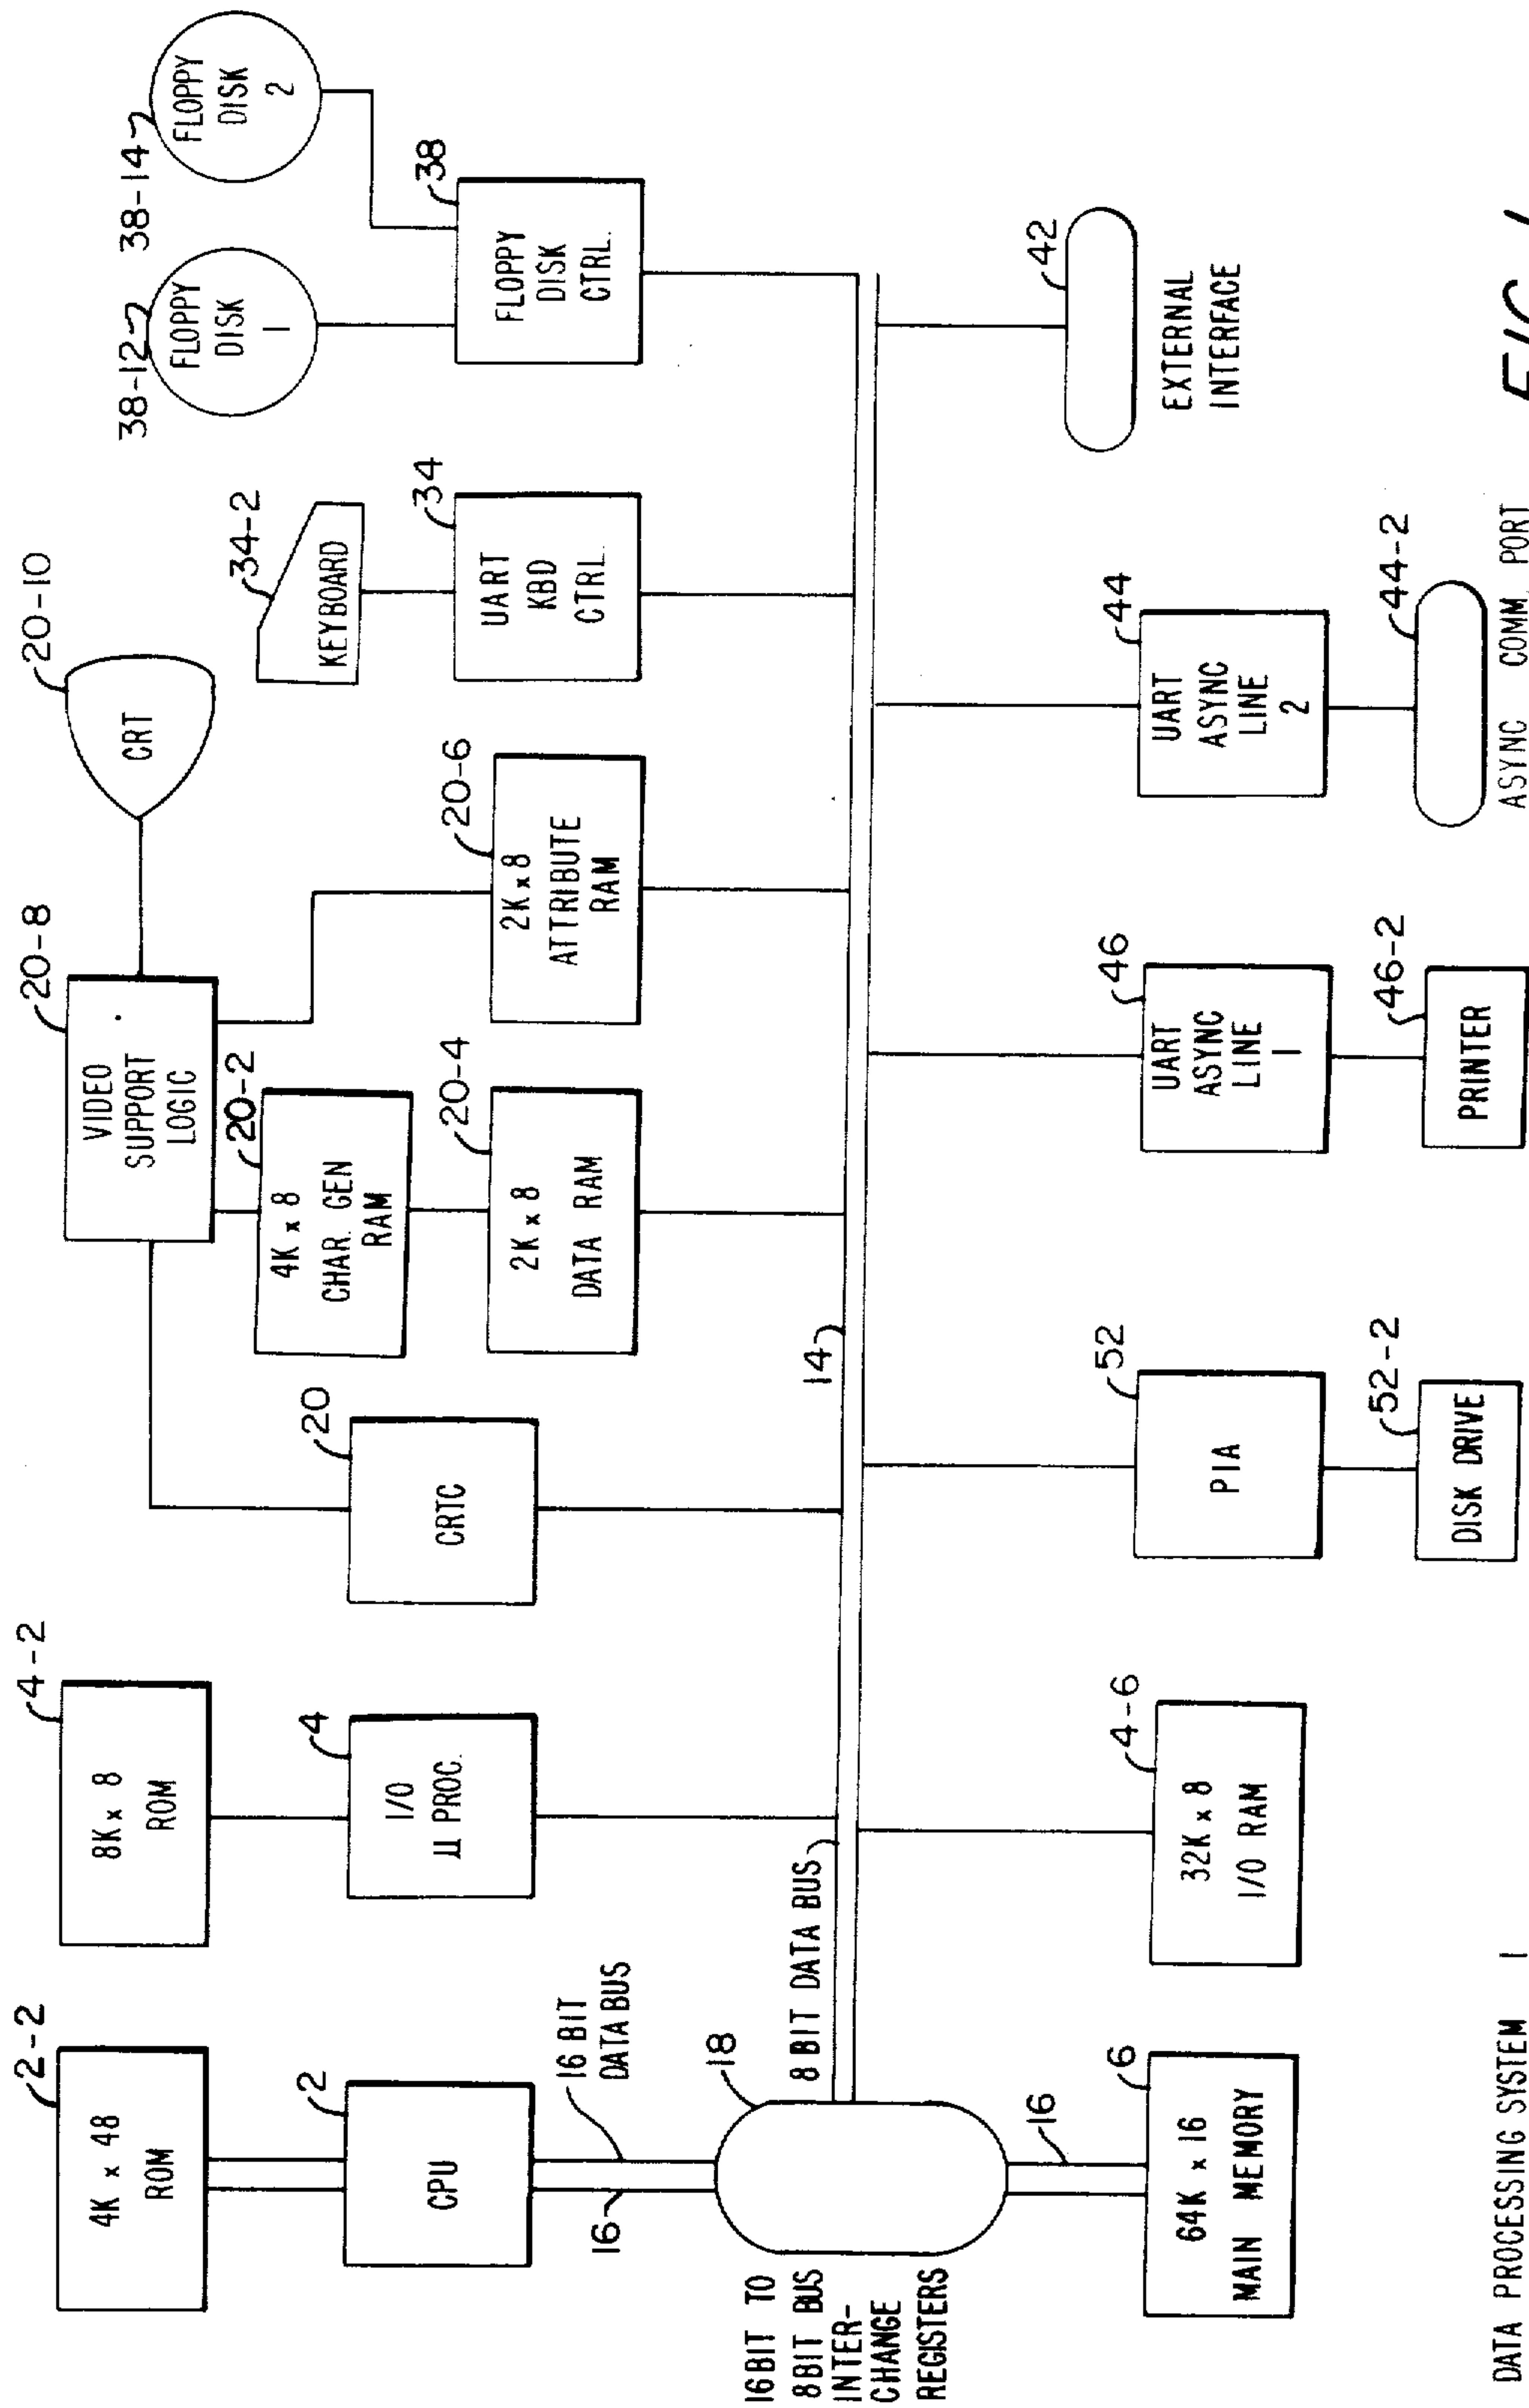 2-2
4K x 48
ROM
2
CPU
16
16 BIT
DATA BUS
16 BIT TO
8 BIT BUS
INTER-
CHANGE
REGISTERS
18
8 BIT DATA BUS
16
6
64K x 16
MAIN MEMORY
4-2
8K x 8
ROM
4
I/O
μ PROC.
4-6
32K x 8
I/O RAM
20
CRTC
14
20-8
VIDEO
SUPPORT
LOGIC
20-2
4K x 8
CHAR. GEN
RAM
20-4
2K x 8
DATA RAM
20-10
CRT
20-6
2K x 8
ATTRIBUTE
RAM
34-2
KEYBOARD
34
UART
KBD
CTRL.
38-12
FLOPPY
DISK
1
38-14
FLOPPY
DISK
2
38
FLOPPY
DISK
CTRL.
52
PIA
52-2
DISK DRIVE
46
UART
ASYNC
LINE
1
46-2
PRINTER
44
UART
ASYNC
LINE
2
44-2
ASYNC COMM. PORT
42
EXTERNAL
INTERFACE
DATA PROCESSING SYSTEM 1
FIG. 1